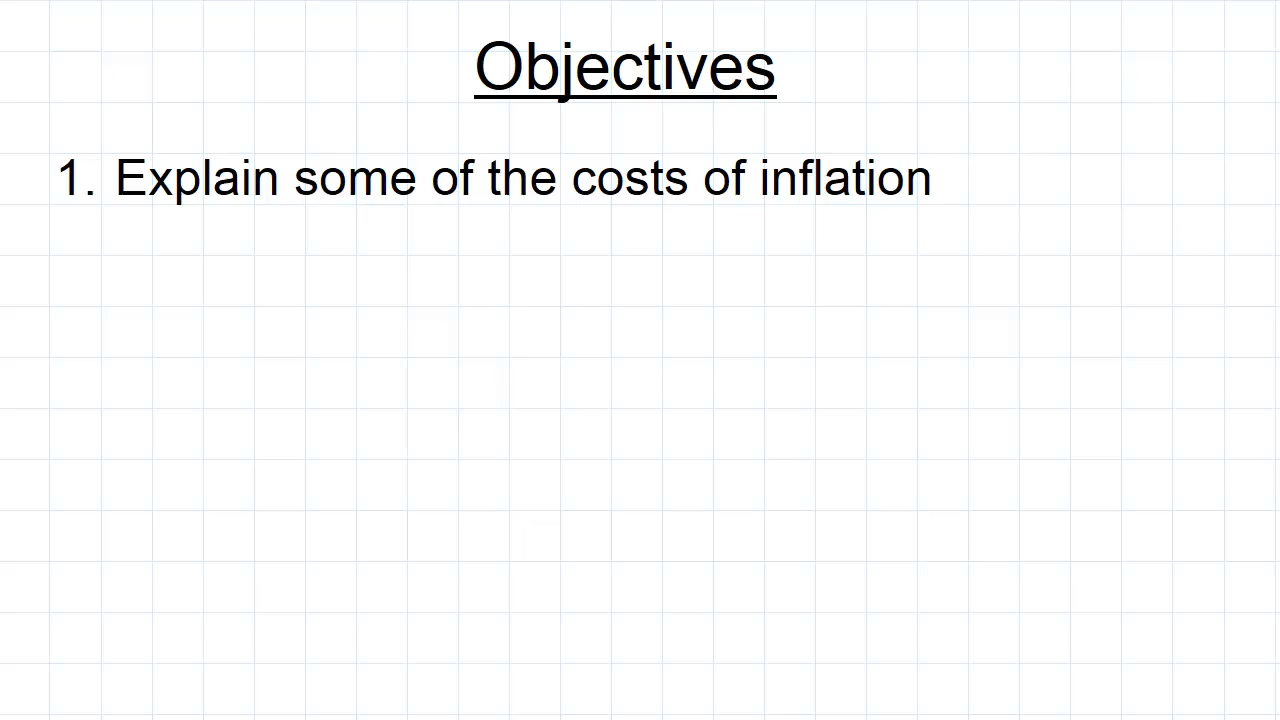 Objectives
1. Explain some of the costs of inflation